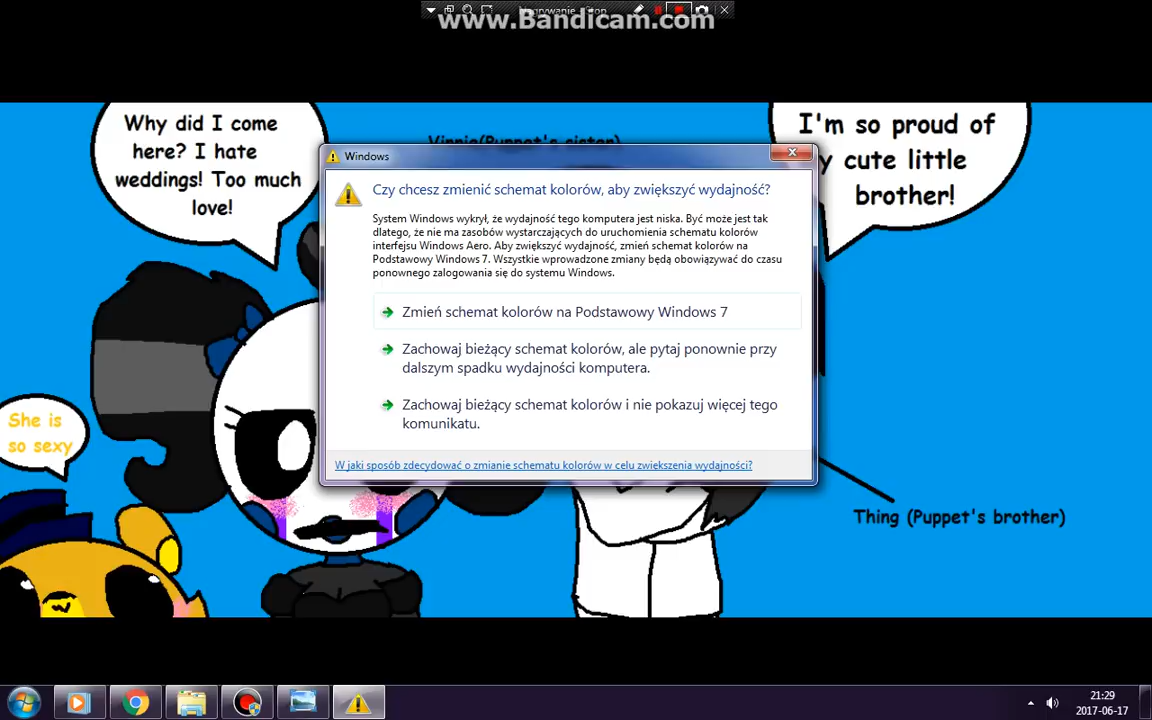 Nagrywanie - Stop
www.Bandicam.com
Why did I come
here? I hate
weddings! Too much
love!
Vinnie(Puppet's sister)
I'm so proud of
cute little
brother!
Windows
Czy chcesz zmienić schemat kolorów, aby zwiększyć wydajność?
System Windows wykrył, że wydajność tego komputera jest niska. Być może jest tak
dlatego, że nie ma zasobów wystarczających do uruchomienia schematu kolorów
interfejsu Windows Aero. Aby zwiększyć wydajność, zmień schemat kolorów na
Podstawowy Windows 7. Wszystkie wprowadzone zmiany będą obowiązywać do czasu
ponownego zalogowania się do systemu Windows.
Zmień schemat kolorów na Podstawowy Windows 7
Zachowaj bieżący schemat kolorów, ale pytaj ponownie przy
dalszym spadku wydajności komputera.
Zachowaj bieżący schemat kolorów i nie pokazuj więcej tego
komunikatu.
W jaki sposób zdecydować o zmianie schematu kolorów w celu zwiększenia wydajności?
She is
so sexy
Thing (Puppet's brother)
21:29
2017-06-17